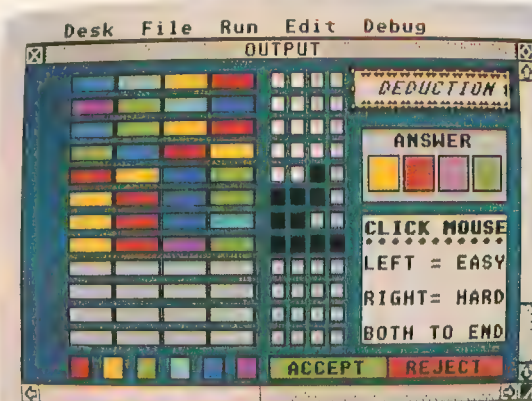 Desk File Run Edit Debug
OUTPUT
DEDUCTION
ANSWER
CLICK MOUSE
LEFT = EASY
RIGHT= HARD
BOTH TO END
ACCEPT REJECT